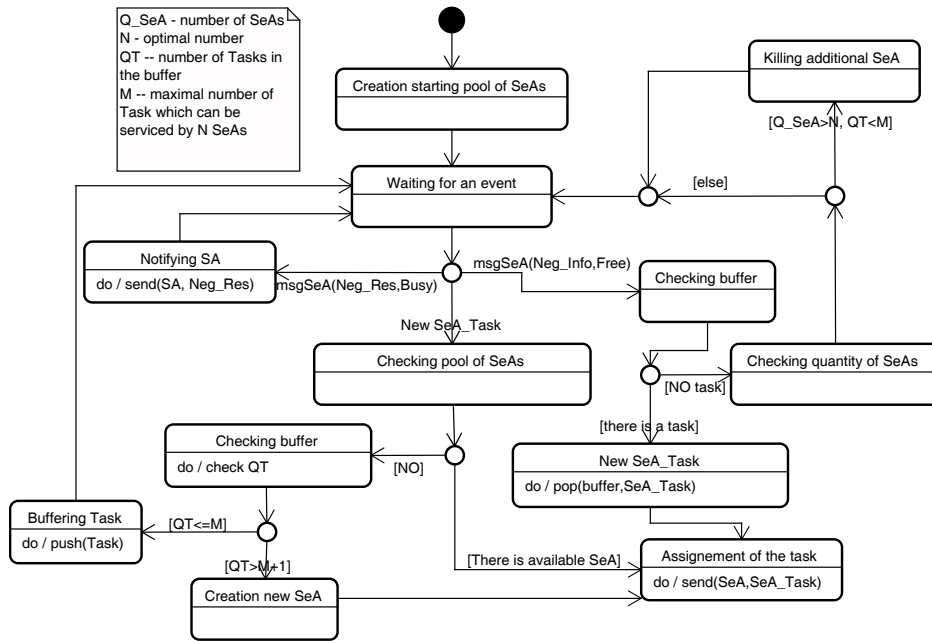 Q_SeA - number of SeAs
N - optimal number
QT -- number of Tasks in
the buffer
M -- maximal number of
Task which can be
serviced by N SeAs
Creation starting pool of SeAs
Killing additional SeA
[Q_SeA>N, QT<M]
Waiting for an event
[else]
Notifying SA
do / send(SA, Neg_Res)
msgSeA(Neg_Res,Busy)
msgSeA(Neg_Info,Free)
Checking buffer
New SeA_Task
Checking pool of SeAs
Checking quantity of SeAs
[NO task]
[there is a task]
Checking buffer
do / check QT
[NO]
New SeA_Task
do / pop(buffer,SeA_Task)
Buffering Task
do / push(Task)
[QT<=M]
[QT>M+1]
[There is available SeA]
Assignement of the task
do / send(SeA,SeA_Task)
Creation new SeA